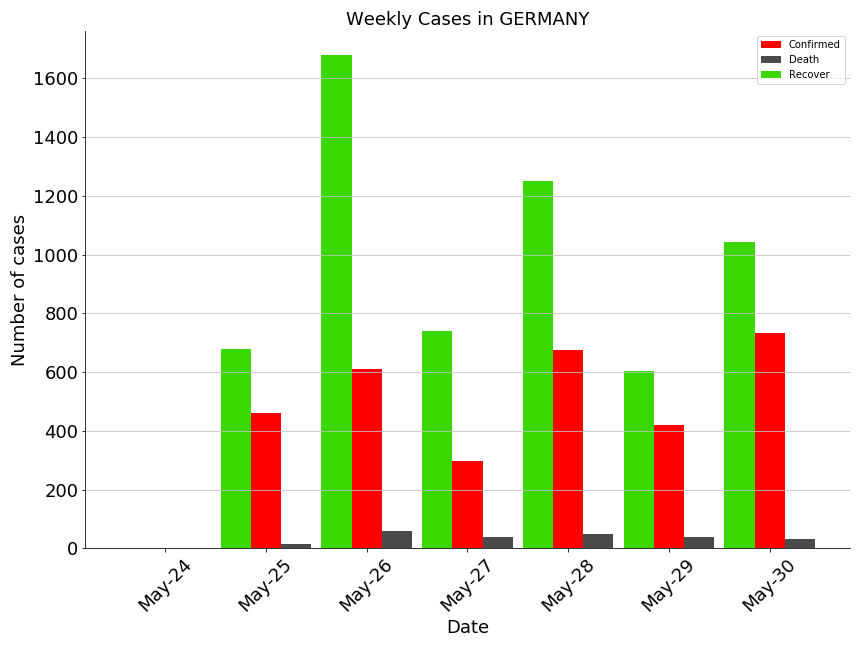 Weekly Cases in GERMANY
Confirmed
Death
Recover
Number of cases
1600
1400
1200
1000
800
600
400
200
0
May-24
May-25
May-26
May-27
May-28
May-29
May-30
Date